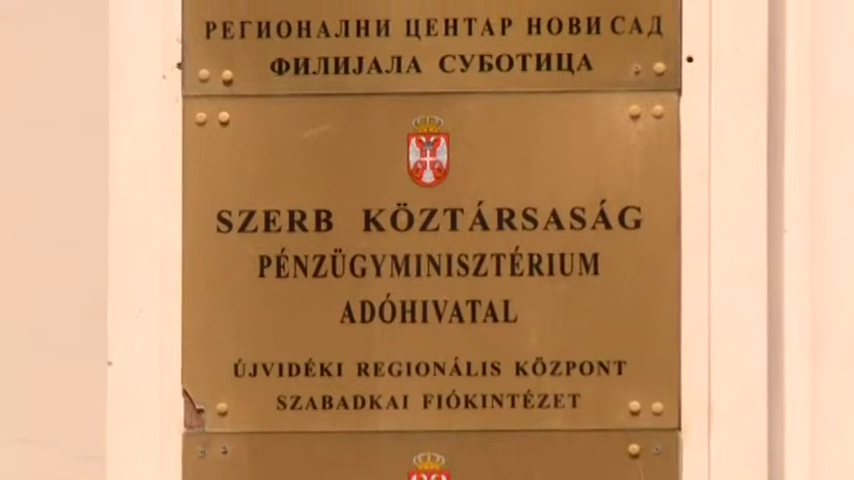 РЕГИОНАЛНИ ЦЕНТАР НОВИ САД
ФИЛИЈАЛА СУБОТИЦА
SZERB KÖZTÁRSASÁG
PÉNZÜGYMINISZTÉRIUM
ADÓHIVATAL
ÚJVIDÉKI REGIONÁLIS KÖZPONT
SZABADKAI FIÓKINTÉZET